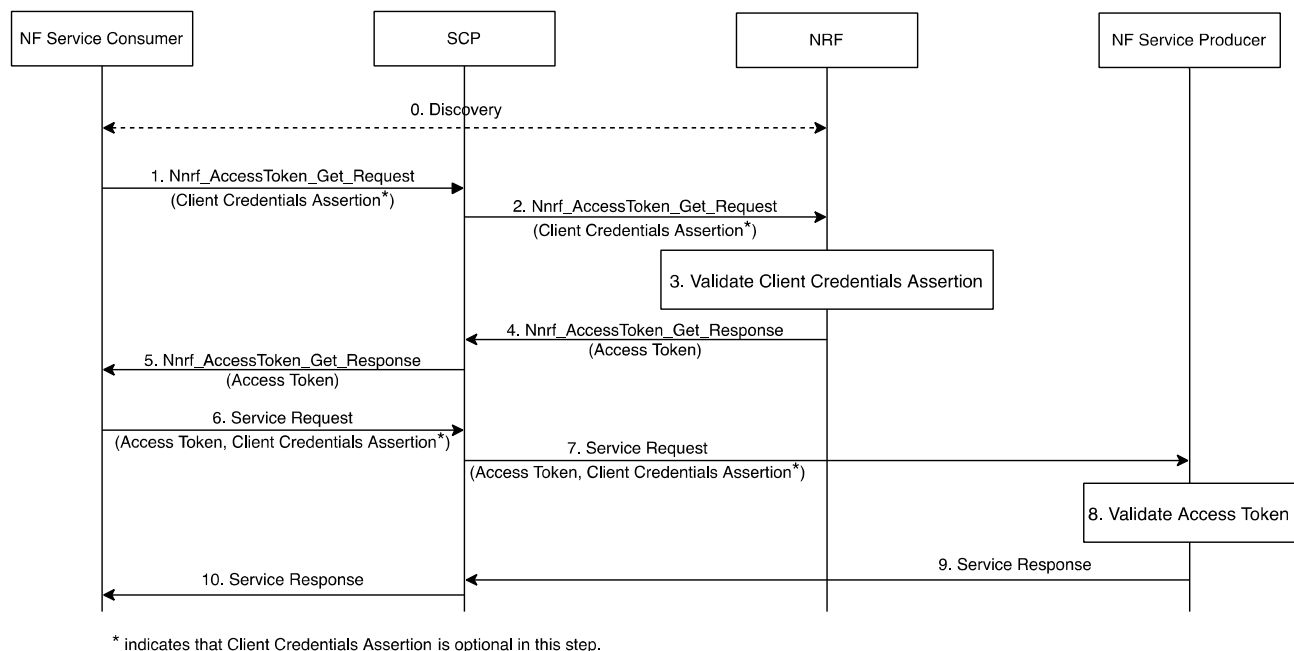 NF Service Consumer
SCP
NRF
NF Service Producer
0. Discovery
1. Nnrf_AccessToken_Get_Request
(Client Credentials Assertion*)
2. Nnrf_AccessToken_Get_Request
(Client Credentials Assertion*)
3. Validate Client Credentials Assertion
4. Nnrf_AccessToken_Get_Response
(Access Token)
5. Nnrf_AccessToken_Get_Response
(Access Token)
6. Service Request
(Access Token, Client Credentials Assertion*)
7. Service Request
(Access Token, Client Credentials Assertion*)
8. Validate Access Token
9. Service Response
10. Service Response
* indicates that Client Credentials Assertion is optional in this step.